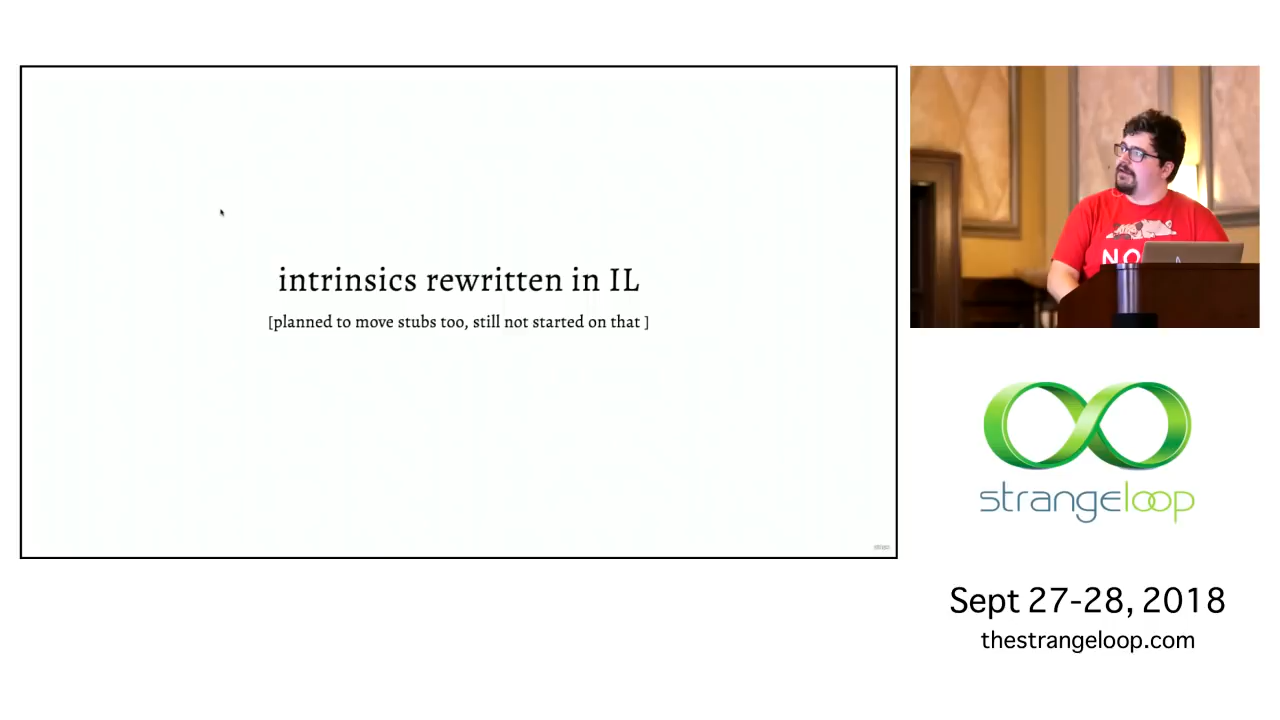 intrinsics rewritten in IL
[planned to move stubs too, still not started on that ]
NO
strangeloop
Sept 27-28, 2018
thestrangeloop.com